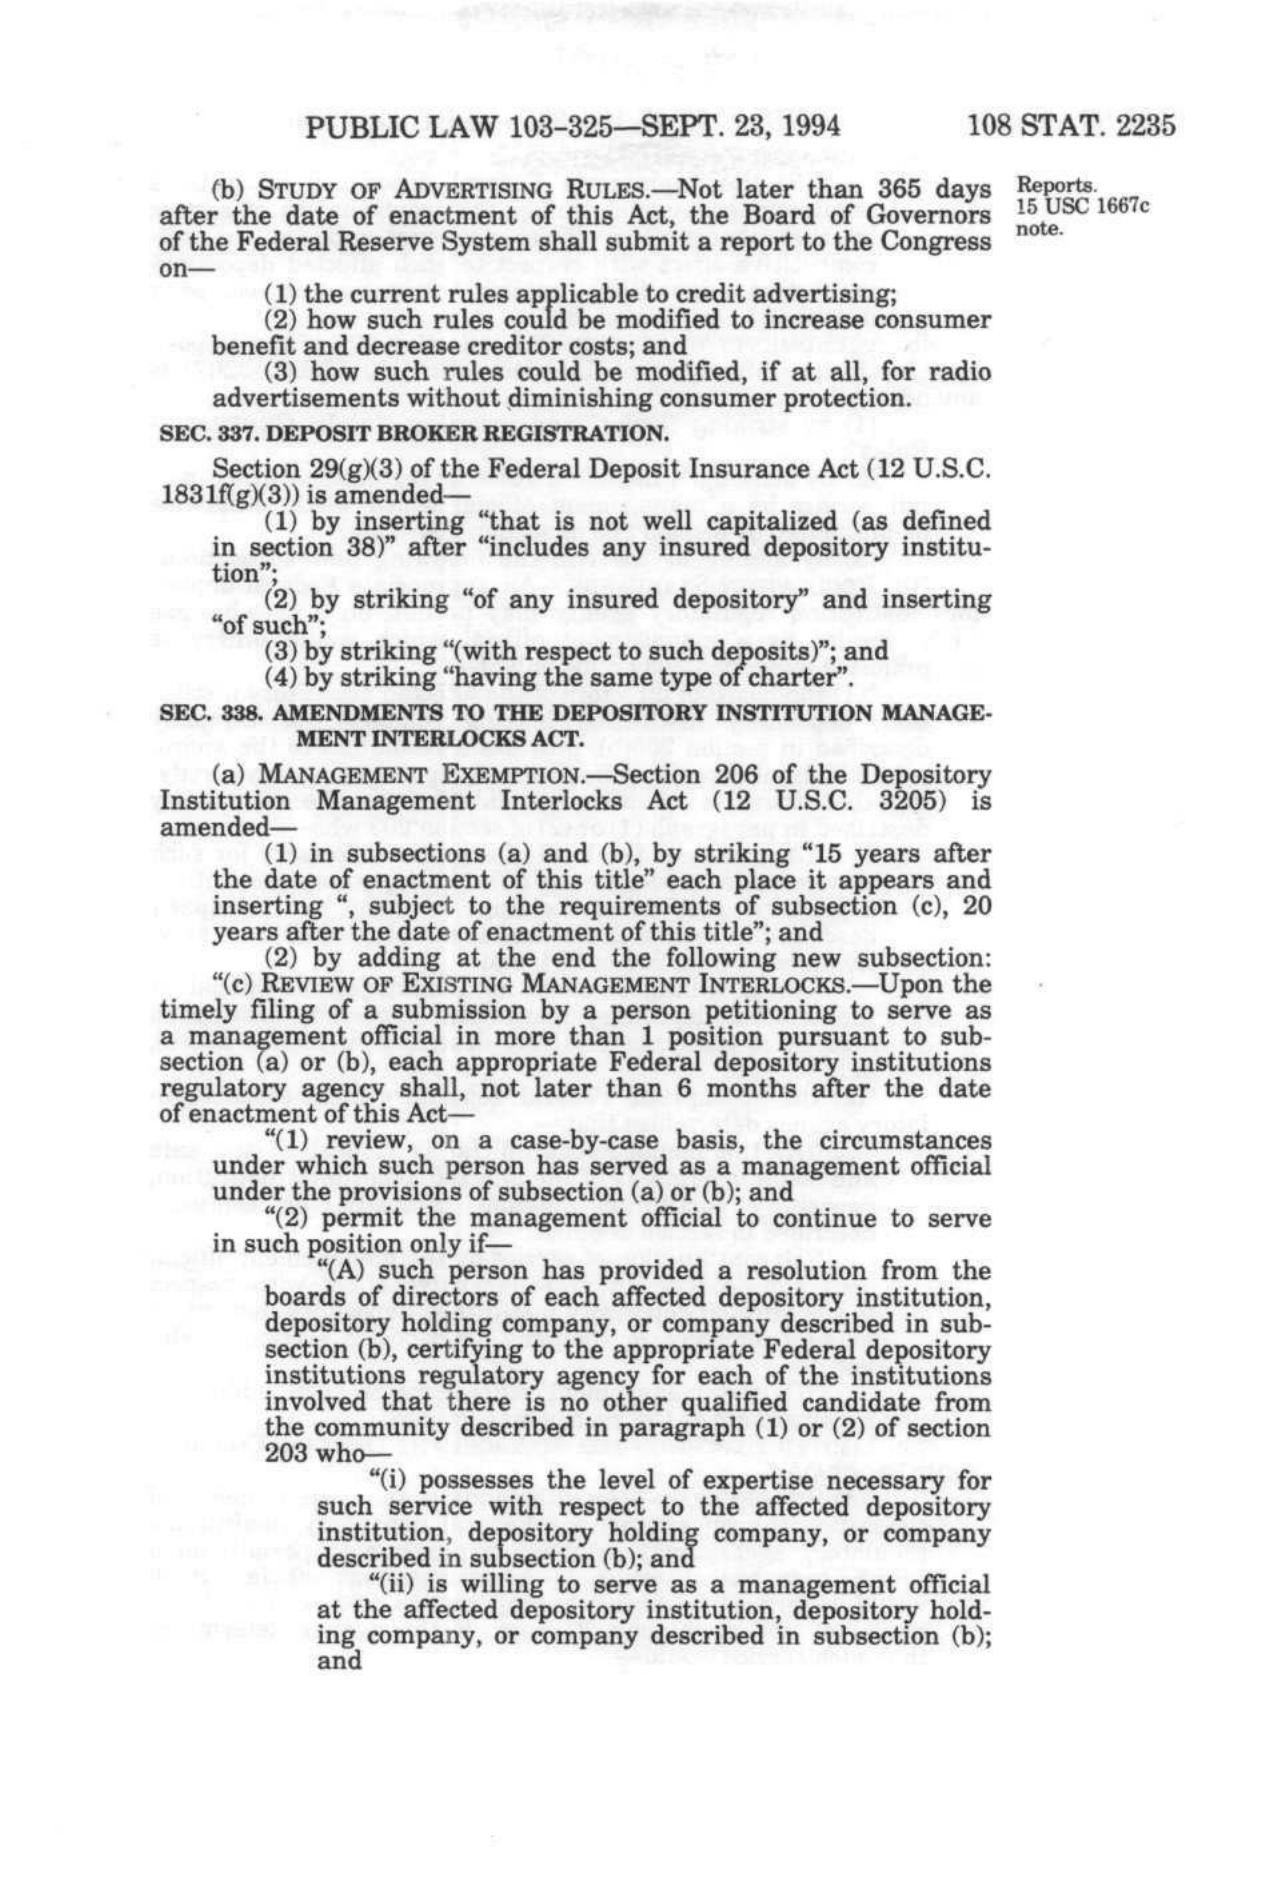 PUBLIC LAW 103–325—SEPT. 23, 1994 108 STAT. 2235
(b) STUDY OF ADVERTISING RULES.—Not later than 365 days
after the date of enactment of this Act, the Board of Governors
of the Federal Reserve System shall submit a report to the Congress
on—
Reports.
15 USC 1667c
note.
(1) the current rules applicable to credit advertising;
(2) how such rules could be modified to increase consumer
benefit and decrease creditor costs; and
(3) how such rules could be modified, if at all, for radio
advertisements without diminishing consumer protection.
SEC. 337. DEPOSIT BROKER REGISTRATION.
Section 29(g)(3) of the Federal Deposit Insurance Act (12 U.S.C.
1831f(g)(3)) is amended—
(1) by inserting “that is not well capitalized (as defined
in section 38)” after “includes any insured depository institu-
tion”;
(2) by striking “of any insured depository” and inserting
“of such”;
(3) by striking “(with respect to such deposits)”; and
(4) by striking “having the same type of charter”.
SEC. 338. AMENDMENTS TO THE DEPOSITORY INSTITUTION MANAGE-
MENT INTERLOCKS ACT.
(a) MANAGEMENT EXEMPTION.—Section 206 of the Depository
Institution Management Interlocks Act (12 U.S.C. 3205) is
amended—
(1) in subsections (a) and (b), by striking “15 years after
the date of enactment of this title” each place it appears and
inserting “, subject to the requirements of subsection (c), 20
years after the date of enactment of this title”; and
(2) by adding at the end the following new subsection:
“(c) REVIEW OF EXISTING MANAGEMENT INTERLOCKS.—Upon the
timely filing of a submission by a person petitioning to serve as
a management official in more than 1 position pursuant to sub-
section (a) or (b), each appropriate Federal depository institutions
regulatory agency shall, not later than 6 months after the date
of enactment of this Act—
“(1) review, on a case-by-case basis, the circumstances
under which such person has served as a management official
under the provisions of subsection (a) or (b); and
“(2) permit the management official to continue to serve
in such position only if—
“(A) such person has provided a resolution from the
boards of directors of each affected depository institution,
depository holding company, or company described in sub-
section (b), certifying to the appropriate Federal depository
institutions regulatory agency for each of the institutions
involved that there is no other qualified candidate from
the community described in paragraph (1) or (2) of section
203 who—
“(i) possesses the level of expertise necessary for
such service with respect to the affected depository
institution, depository holding company, or company
described in subsection (b); and
“(ii) is willing to serve as a management official
at the affected depository institution, depository hold-
ing company, or company described in subsection (b);
and